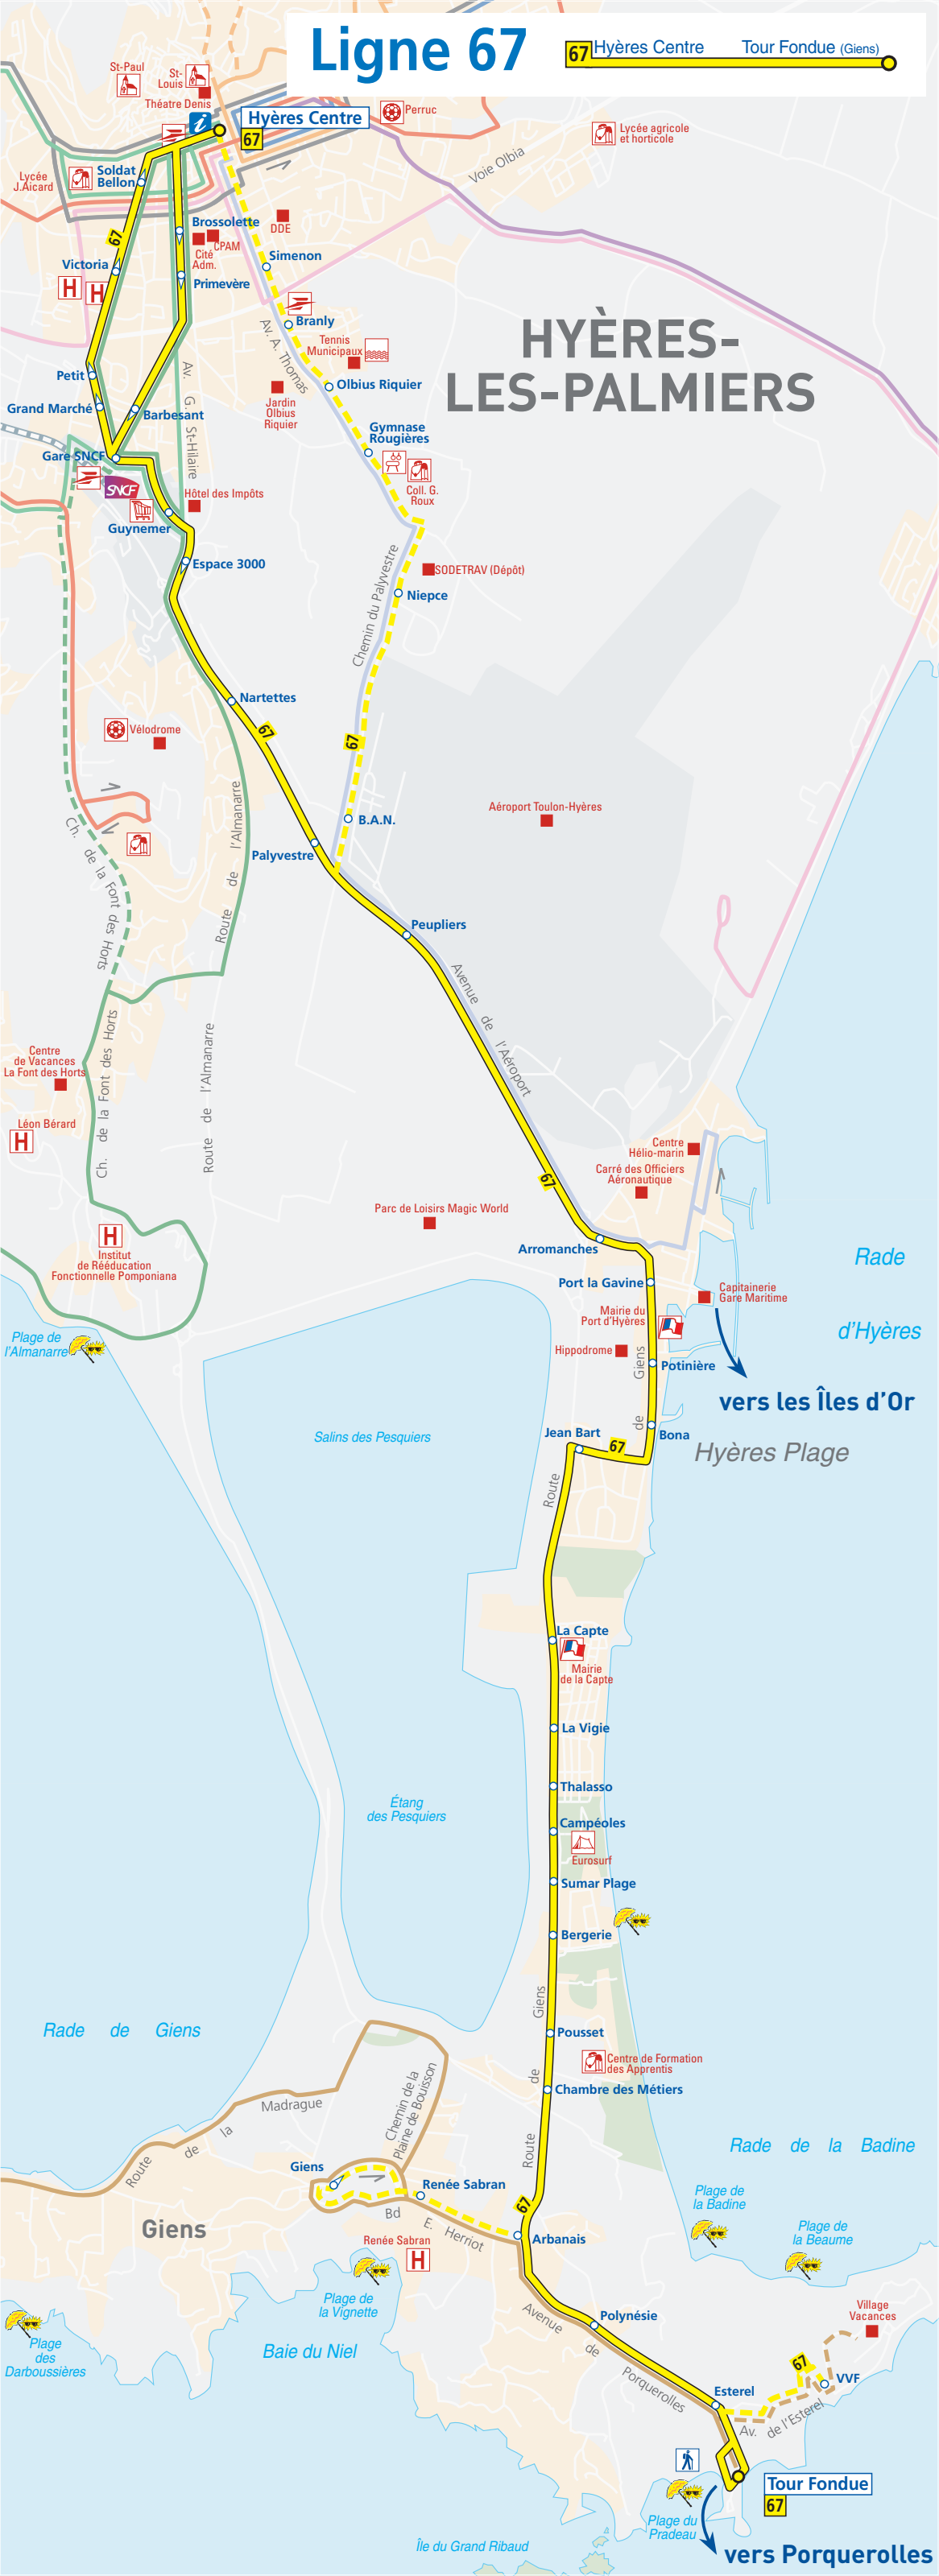 Ligne 67
67
Hyères Centre
Tour Fondue (Giens)
St-Paul
St-
Louis
Théatre Denis
i
Hyères Centre
67
Perruc
Lycée agricole
et horticole
Voie Olbia
Lycée
J.Aicard
Soldat
Bellon
67
Brossolette
CPAM
Cité
Adm.
DDE
Simenon
Victoria
H
H
Primevère
Branly
Av. A. Thomas
Tennis
Municipaux
HYÈRES-
LES-PALMIERS
Petit
Olbius Riquier
Jardin
Olbius
Riquier
Grand Marché
Barbesant
Av. G. St-Hilaire
Gymnase
Rougières
Gare SNCF
SNCF
Coll. G.
Roux
Hôtel des Impôts
Guynemer
Espace 3000
SODETRAV (Dépôt)
Niepce
Chemin du Palyvestre
Nartettes
67
67
Vélodrome
Aéroport Toulon-Hyères
B.A.N.
Palyvestre
Route de l'Almanarre
Ch. de la Font des Horts
Peupliers
Avenue de l'Aéroport
Centre
de Vacances
La Font des Horts
Ch. de la Font des Horts
Route de l'Almanarre
Léon Bérard
H
Centre
Hélio-marin
Carré des Officiers
Aéronautique
67
Parc de Loisirs Magic World
H
Institut
de Rééducation
Fonctionnelle Pomponiana
Arromanches
Rade
d'Hyères
Port la Gavine
Capitainerie
Gare Maritime
Mairie du
Port d'Hyères
Plage de
l'Almanarre
Hippodrome
Potinière
vers les Îles d'Or
Route de Giens
Salins des Pesquiers
Jean Bart
67
Bona
Hyères Plage
La Capte
Mairie
de la Capte
La Vigie
Thalasso
Étang
des Pesquiers
Campéoles
Eurosurf
Sumar Plage
Bergerie
Rade de Giens
Pousset
Centre de Formation
des Apprentis
Chambre des Métiers
Route de Giens
Route de la Madrague
Chemin de la
Plaine de Bouisson
Rade de la Badine
Giens
Renée Sabran
Plage de
la Badine
67
Giens
Bd E. Herriot
Arbanais
Plage de
la Beaume
Renée Sabran
H
Plage de
la Vignette
Village
Vacances
Polynésie
Plage
des
Darboussières
Baie du Niel
Avenue de Porquerolles
67
VVF
Esterel
Av. de l'Esterel
Tour Fondue
67
Plage du
Pradeau
Île du Grand Ribaud
vers Porquerolles